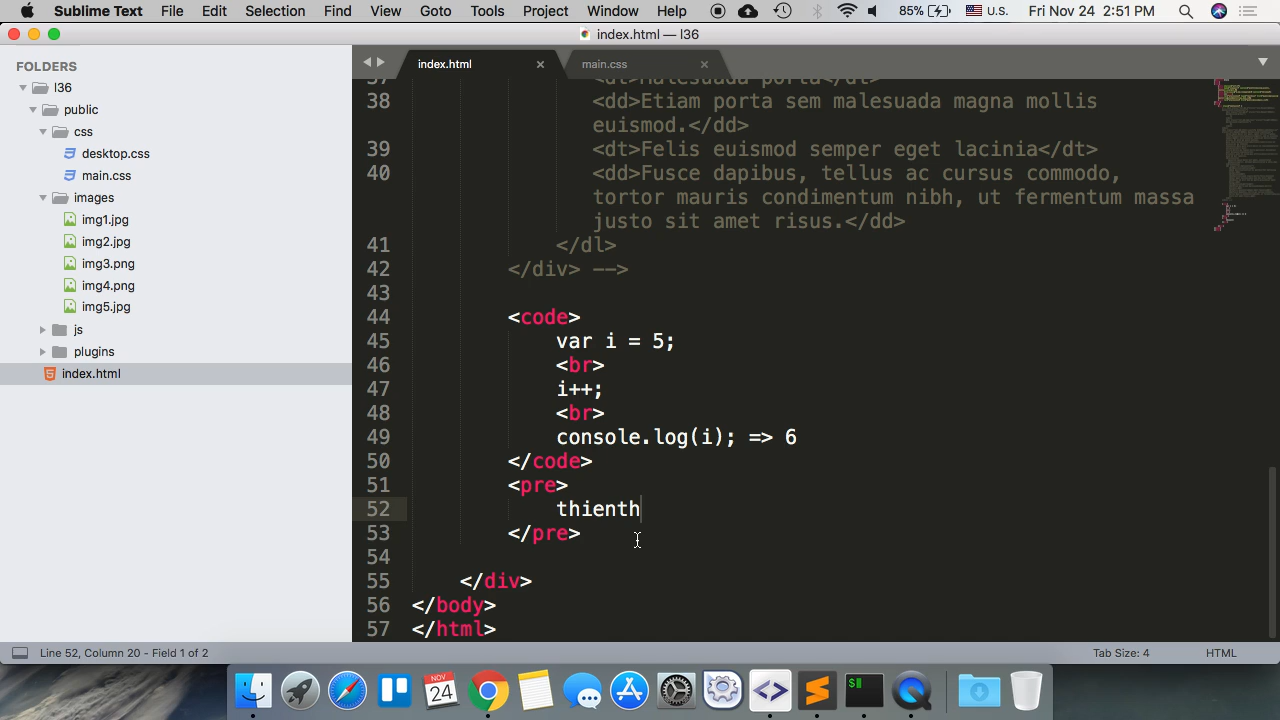 Sublime Text File Edit Selection Find View Goto Tools Project Window Help 85% U.S. Fri Nov 24 2:51 PM
index.html — l36
FOLDERS
l36
public
css
desktop.css
main.css
images
img1.jpg
img2.jpg
img3.png
img4.png
img5.jpg
js
plugins
index.html
index.html main.css
37 <dt>Malesuada porta</dt>
38 <dd>Etiam porta sem malesuada magna mollis
euismod.</dd>
39 <dt>Felis euismod semper eget lacinia</dt>
40 <dd>Fusce dapibus, tellus ac cursus commodo,
tortor mauris condimentum nibh, ut fermentum massa
justo sit amet risus.</dd>
41 </dl>
42 </div> -->
43
44 <code>
45 var i = 5;
46 <br>
47 i++;
48 <br>
49 console.log(i); => 6
50 </code>
51 <pre>
52 thienth
53 </pre>
54
55 </div>
56 </body>
57 </html>
Line 52, Column 20 - Field 1 of 2 Tab Size: 4 HTML
NOV
24